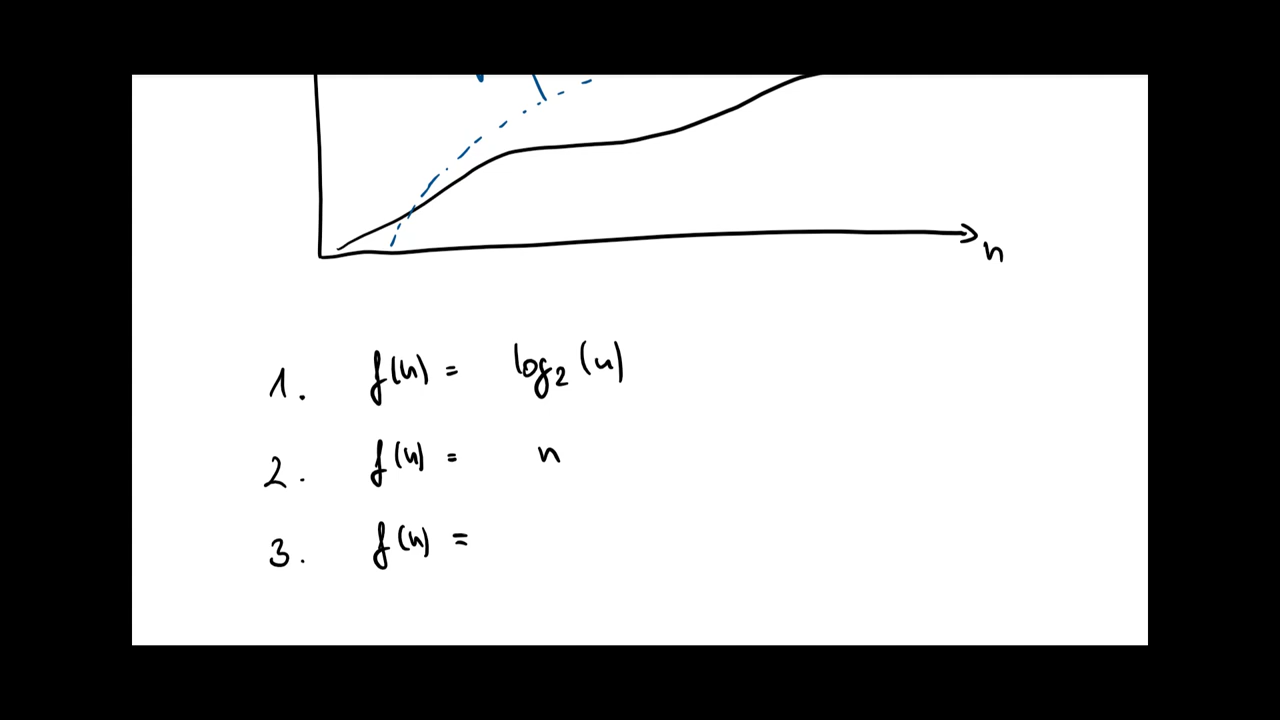 n
1. f(n) = log₂(n)
2. f(n) = n
3. f(n) =